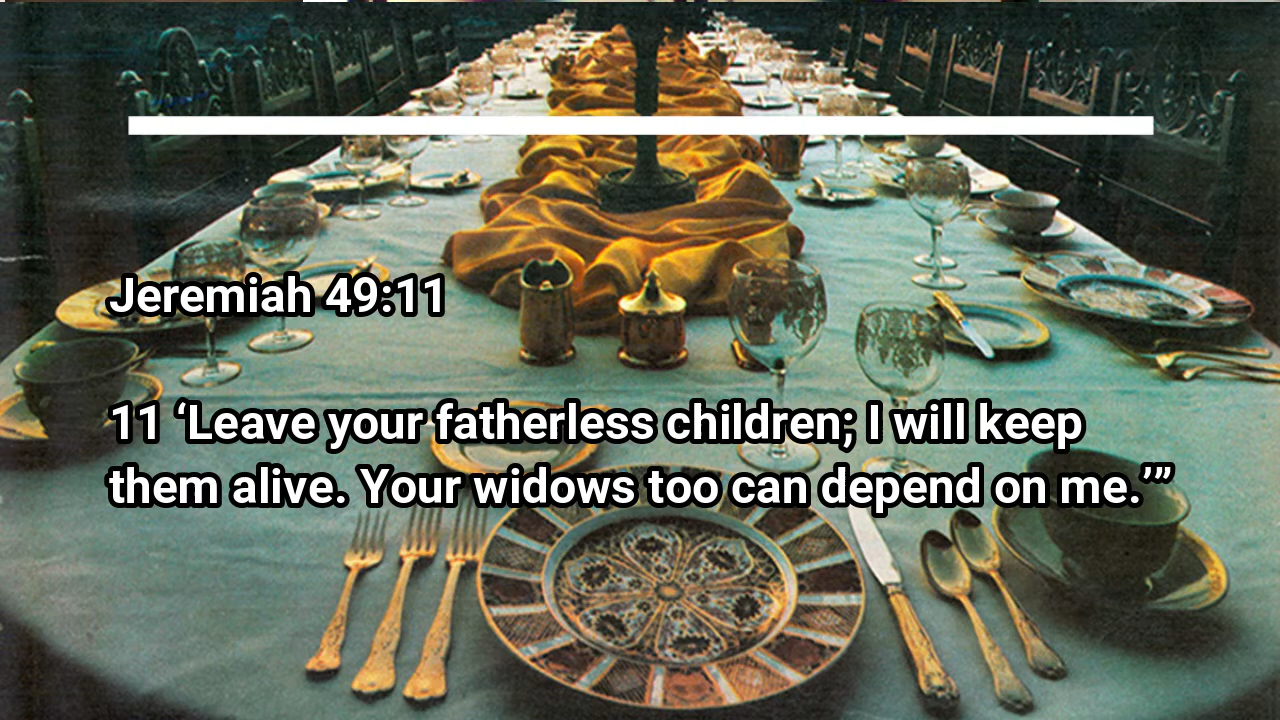 Jeremiah 49:11
11 ‘Leave your fatherless children; I will keep
them alive. Your widows too can depend on me.’”